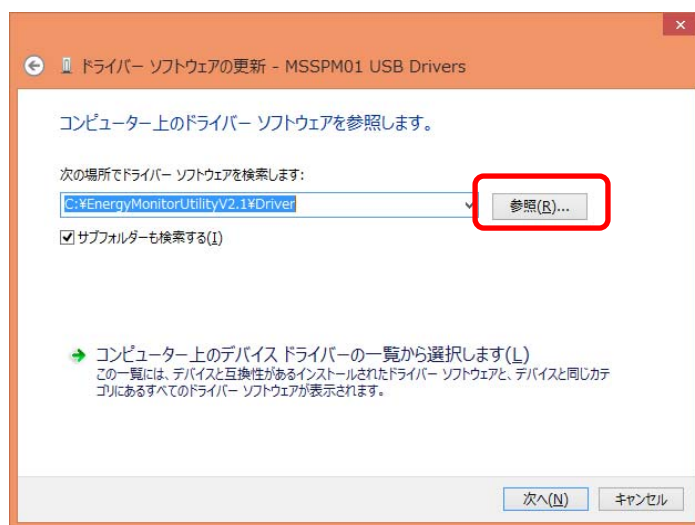 ドライバー ソフトウェアの更新 - MSSPM01 USB Drivers
コンピューター上のドライバー ソフトウェアを参照します。
次の場所でドライバー ソフトウェアを検索します:
C:¥EnergyMonitorUtilityV2.1¥Driver
参照(R)...
サブフォルダーも検索する(I)
コンピューター上のデバイス ドライバーの一覧から選択します(L)
この一覧には、デバイスと互換性があるインストールされたドライバー ソフトウェアと、デバイスと同じカテ
ゴリにあるすべてのドライバー ソフトウェアが表示されます。
次へ(N)
キャンセル